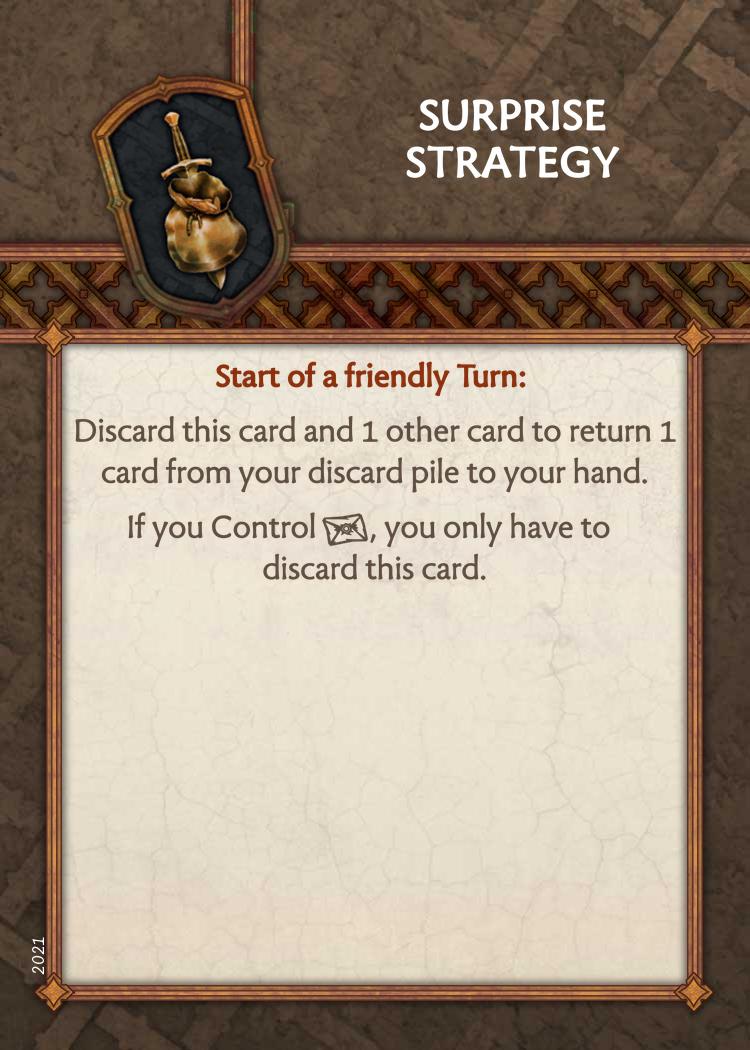 SURPRISE
STRATEGY
Start of a friendly Turn:
Discard this card and 1 other card to return 1
card from your discard pile to your hand.
If you Control , you only have to
discard this card.
2021